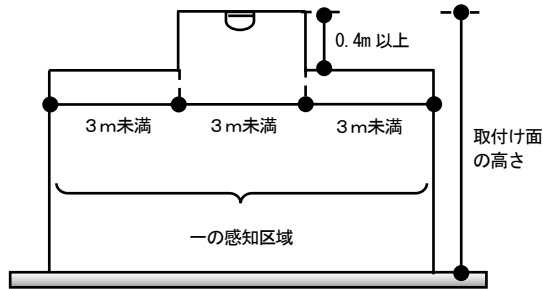 0.4m 以上
3m未満
3m未満
3m未満
取付け面
の高さ
一の感知区域